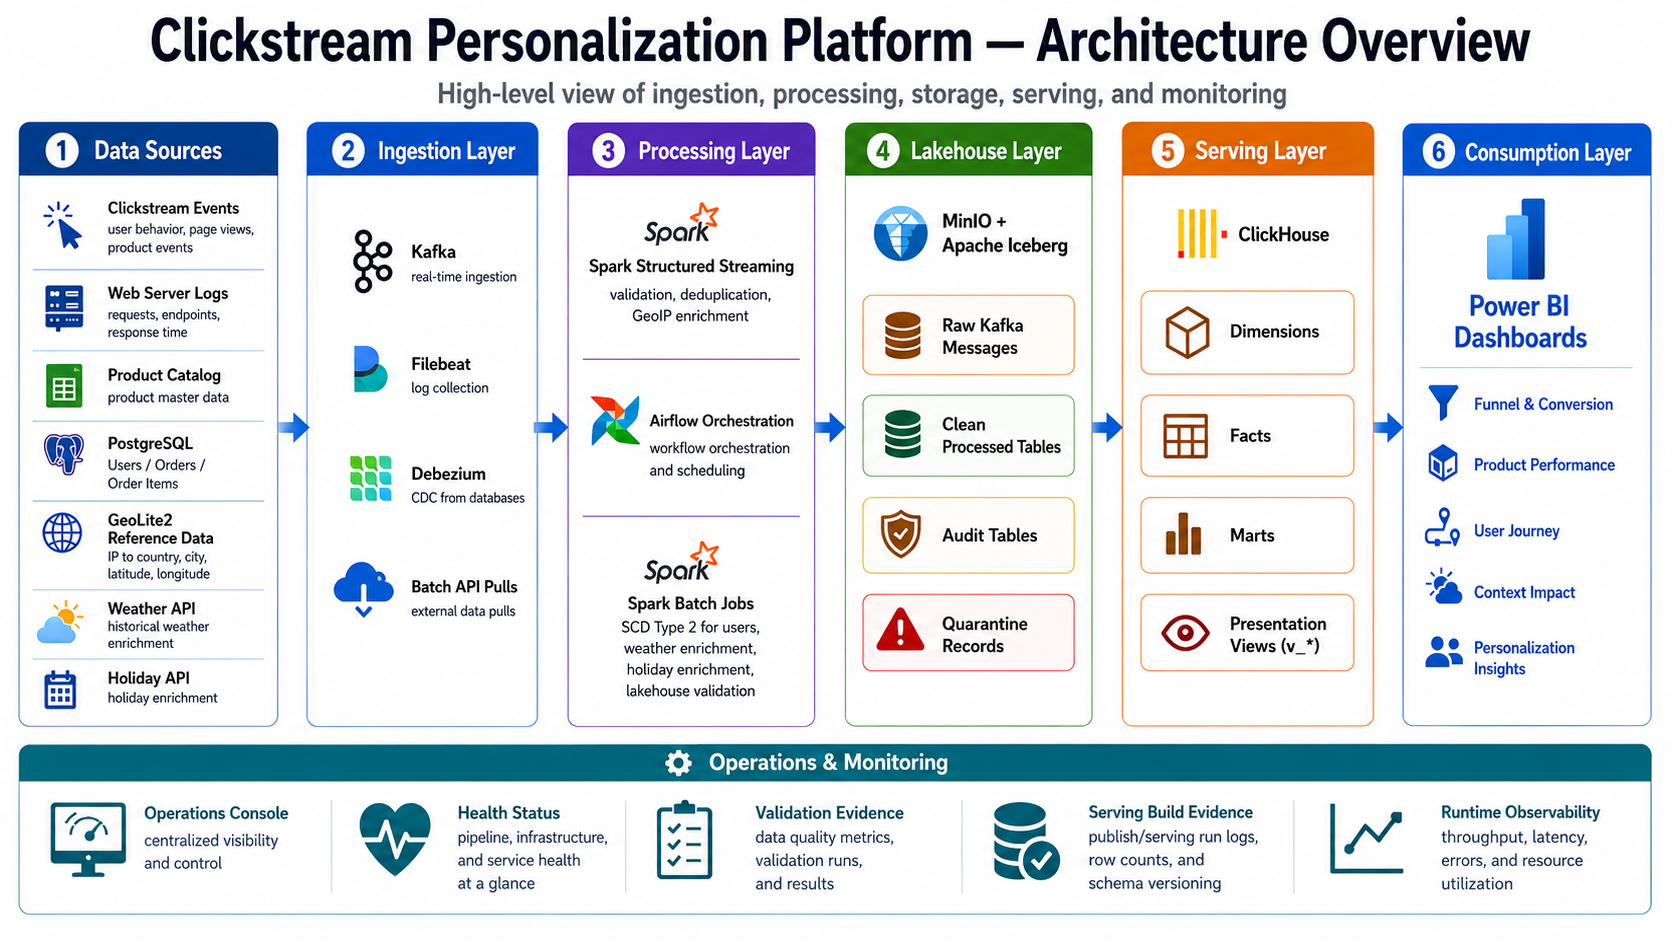 Clickstream Personalization Platform — Architecture Overview
High-level view of ingestion, processing, storage, serving, and monitoring
1 Data Sources
Clickstream Events
user behavior, page views,
product events
Web Server Logs
requests, endpoints,
response time
Product Catalog
product master data
PostgreSQL
Users / Orders /
Order Items
GeoLite2
Reference Data
IP to country, city,
latitude, longitude
Weather API
historical weather
enrichment
Holiday API
holiday enrichment
2 Ingestion Layer
Kafka
real-time ingestion
Filebeat
log collection
Debezium
CDC from databases
Batch API Pulls
external data pulls
3 Processing Layer
Spark
Spark Structured Streaming
validation, deduplication,
GeoIP enrichment
Airflow Orchestration
workflow orchestration
and scheduling
Spark
Spark Batch Jobs
SCD Type 2 for users,
weather enrichment,
holiday enrichment,
lakehouse validation
4 Lakehouse Layer
MinIO +
Apache Iceberg
Raw Kafka
Messages
Clean
Processed Tables
Audit Tables
Quarantine
Records
5 Serving Layer
ClickHouse
Dimensions
Facts
Marts
Presentation
Views (v_*)
6 Consumption Layer
Power BI
Dashboards
Funnel & Conversion
Product Performance
User Journey
Context Impact
Personalization
Insights
Operations & Monitoring
Operations Console
centralized visibility
and control
Health Status
pipeline, infrastructure,
and service health
at a glance
Validation Evidence
data quality metrics,
validation runs,
and results
Serving Build Evidence
publish/serving run logs,
row counts, and
schema versioning
Runtime Observability
throughput, latency,
errors, and resource
utilization